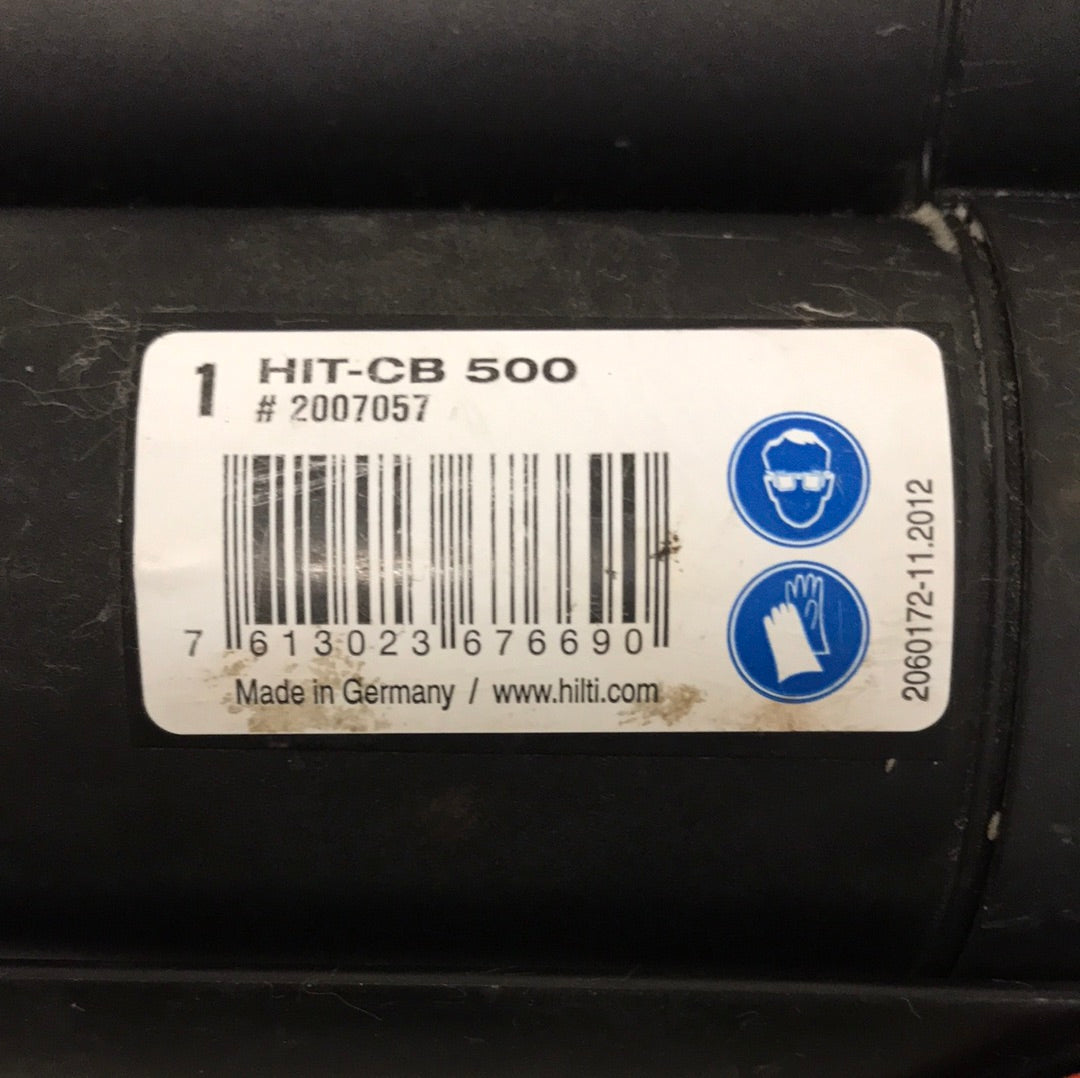 1 HIT-CB 500
# 2007057
7 613023 676690
Made in Germany / www.hilti.com
2060172-11.2012